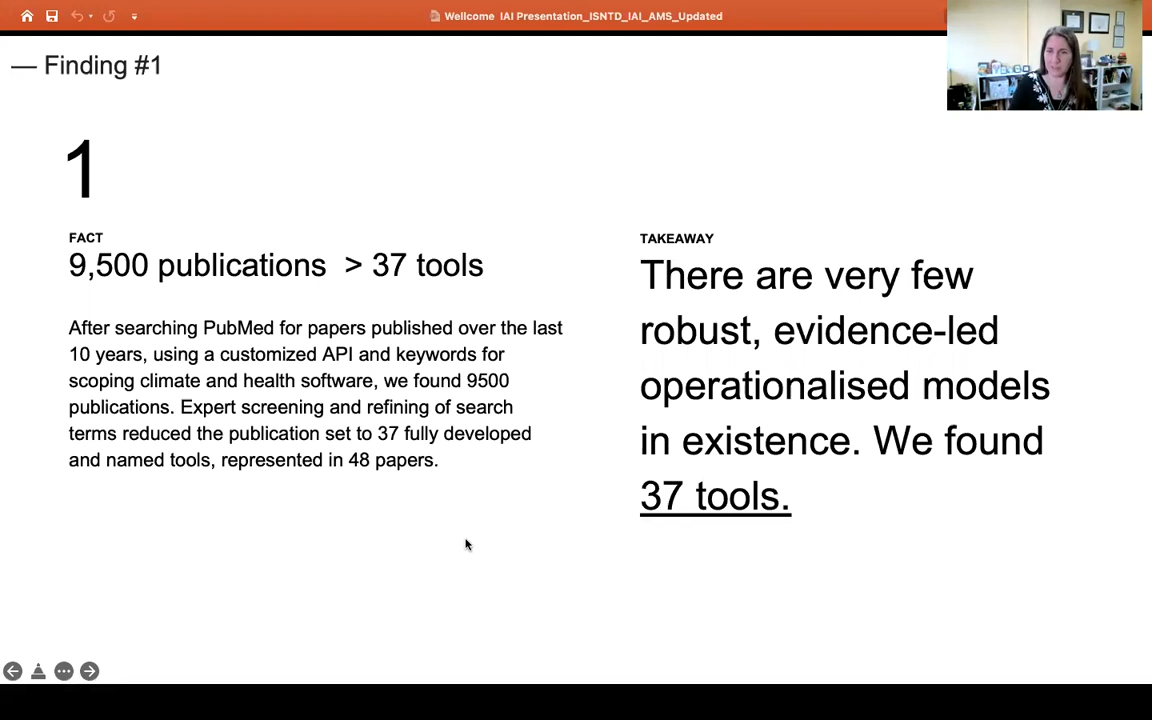 Wellcome IAI Presentation_ISNTD_IAI_AMS_Updated
— Finding #1
1
FACT
9,500 publications > 37 tools
After searching PubMed for papers published over the last
10 years, using a customized API and keywords for
scoping climate and health software, we found 9500
publications. Expert screening and refining of search
terms reduced the publication set to 37 fully developed
and named tools, represented in 48 papers.
TAKEAWAY
There are very few
robust, evidence-led
operationalised models
in existence. We found
37 tools.